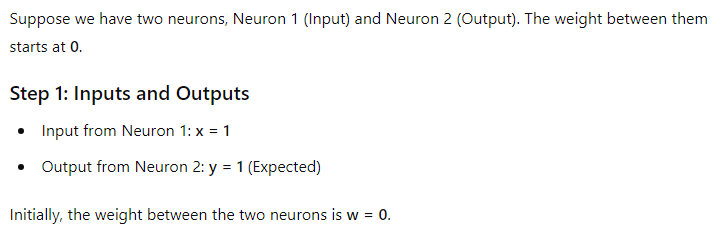 Suppose we have two neurons, Neuron 1 (Input) and Neuron 2 (Output). The weight between them
starts at 0.
Step 1: Inputs and Outputs
• Input from Neuron 1: x = 1
• Output from Neuron 2: y = 1 (Expected)
Initially, the weight between the two neurons is w = 0.